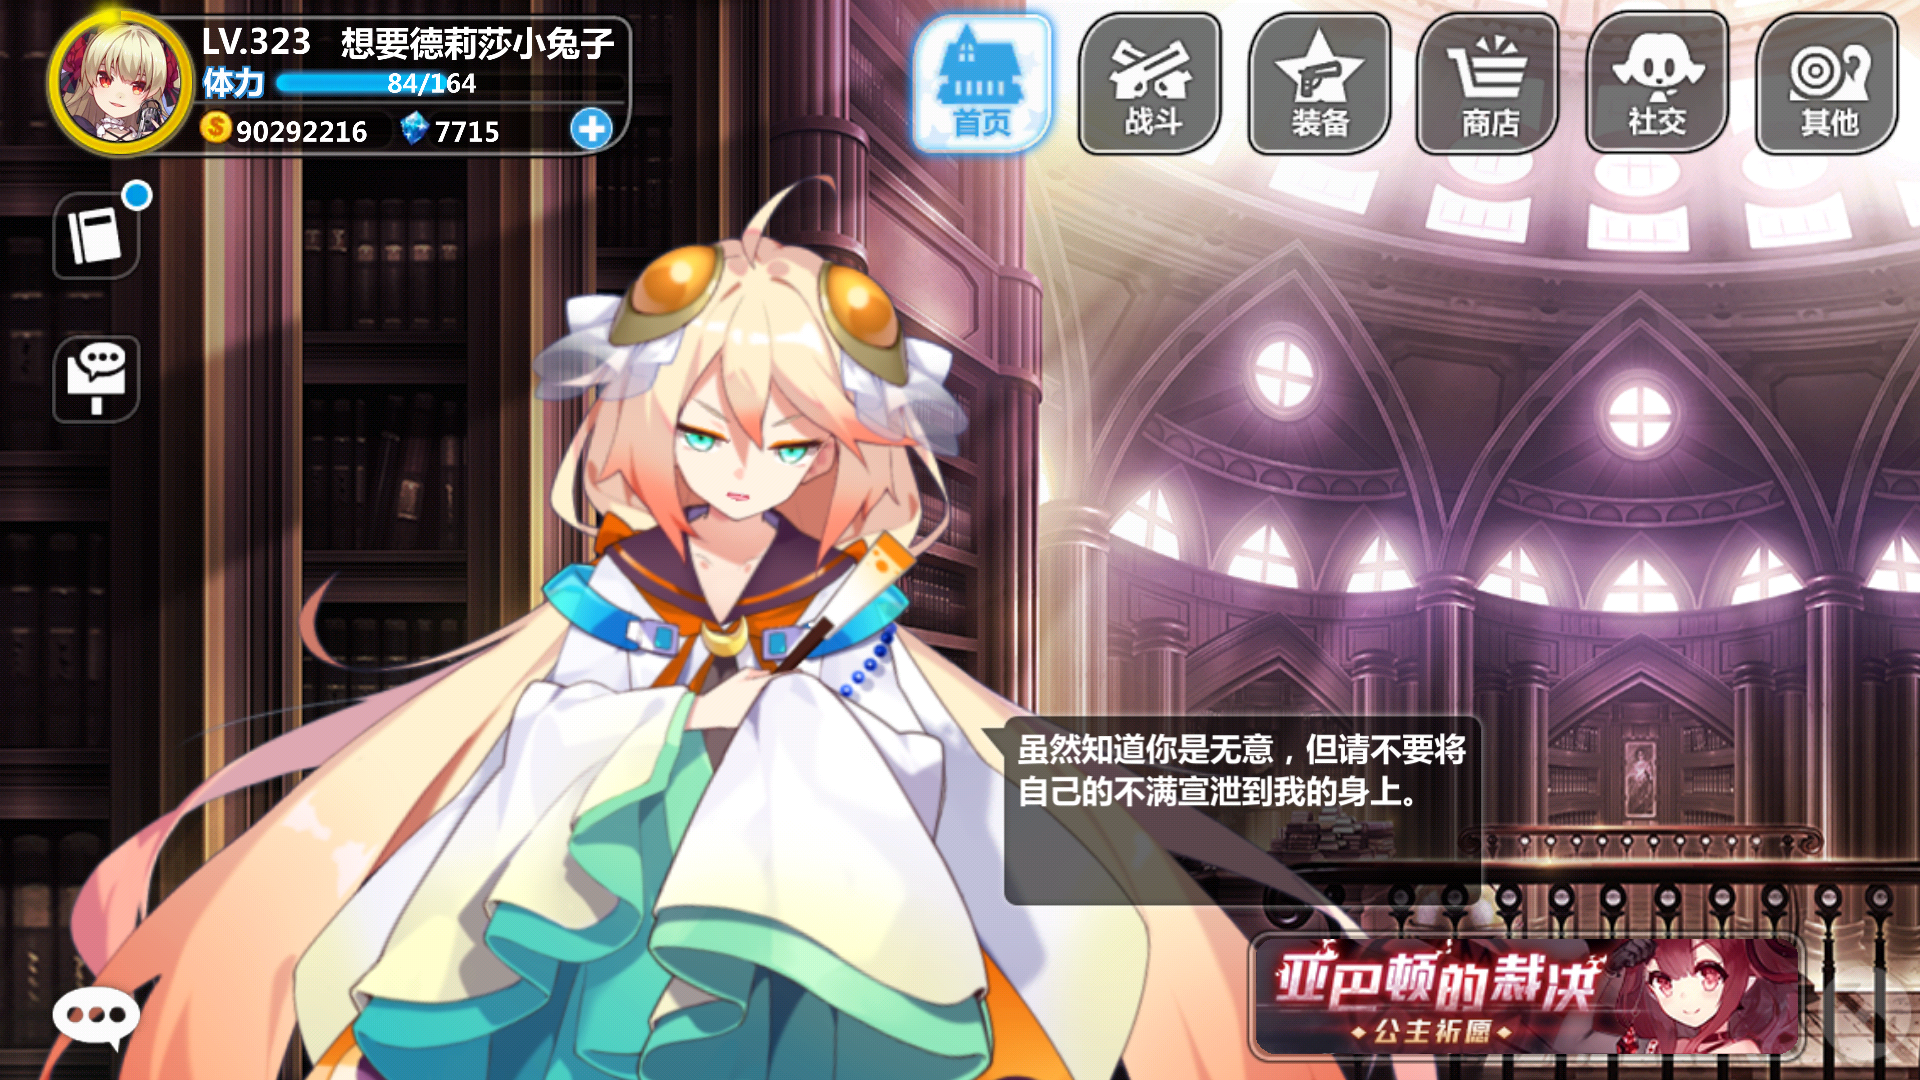 LV.323 想要德莉莎小兔子
体力 84/164
90292216 7715
首页 战斗 装备 商店 社交 其他
虽然知道你是无意，但请不要将
自己的不满宣泄到我的身上。
亚巴顿的裁决
公主祈愿